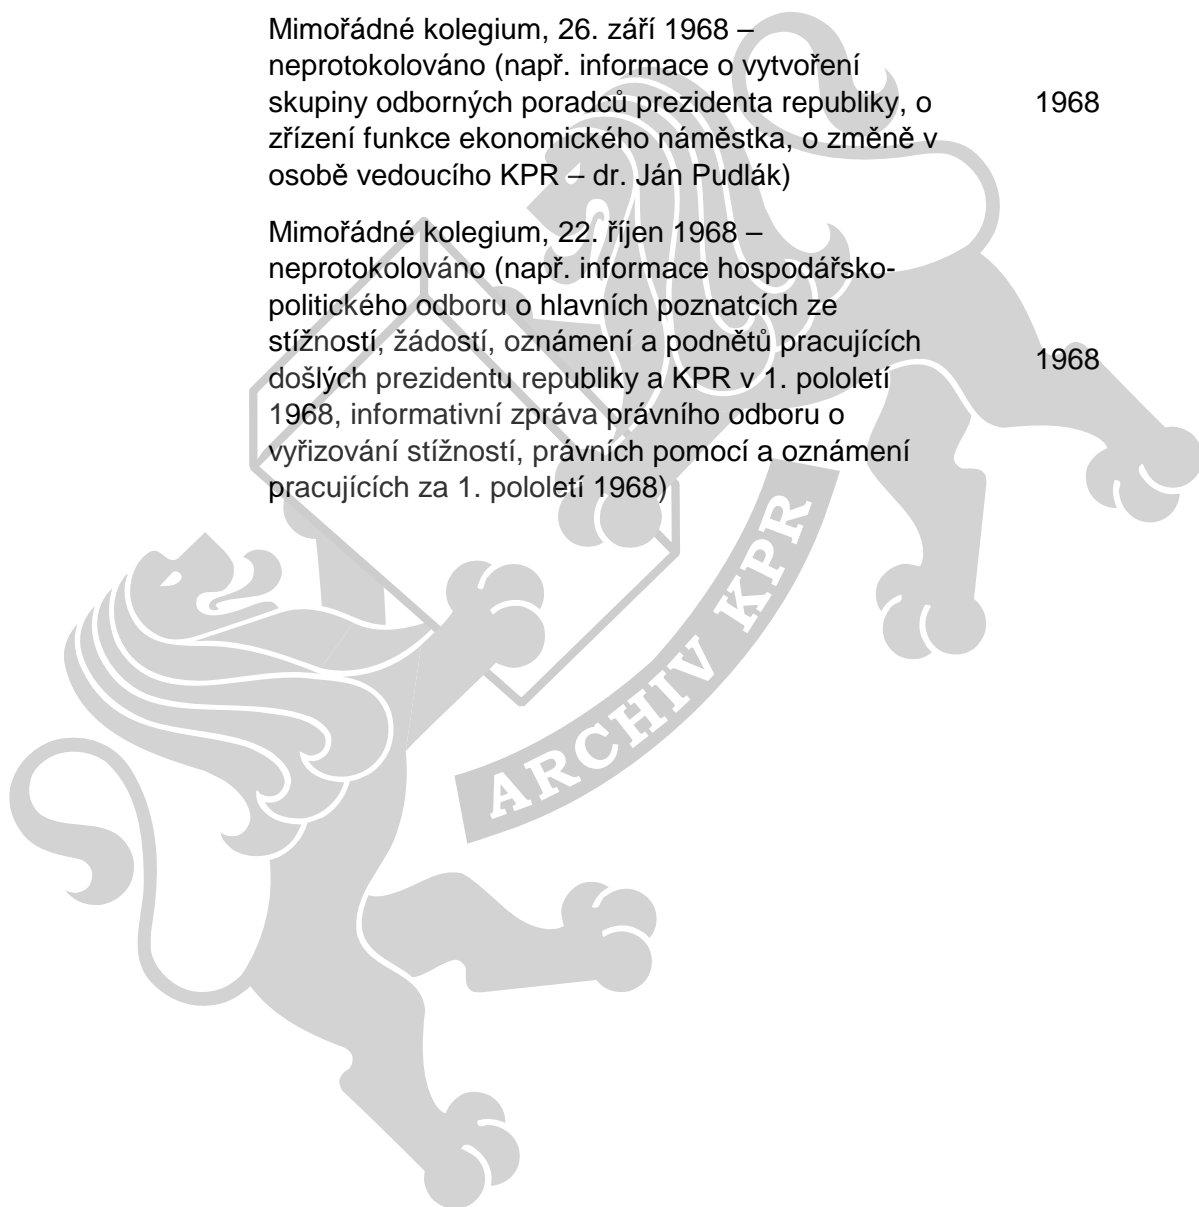 Mimořádné kolegium, 26. září 1968 –
neprotokolováno (např. informace o vytvoření
skupiny odborných poradců prezidenta republiky, o
zřízení funkce ekonomického náměstka, o změně v
osobě vedoucího KPR – dr. Ján Pudlák)
1968
Mimořádné kolegium, 22. říjen 1968 –
neprotokolováno (např. informace hospodářsko-
politického odboru o hlavních poznatcích ze
stížností, žádostí, oznámení a podnětů pracujících
došlých prezidentu republiky a KPR v 1. pololetí
1968, informativní zpráva právního odboru o
vyřizování stížností, právních pomocí a oznámení
pracujících za 1. pololetí 1968)
1968
ARCHIV KPR